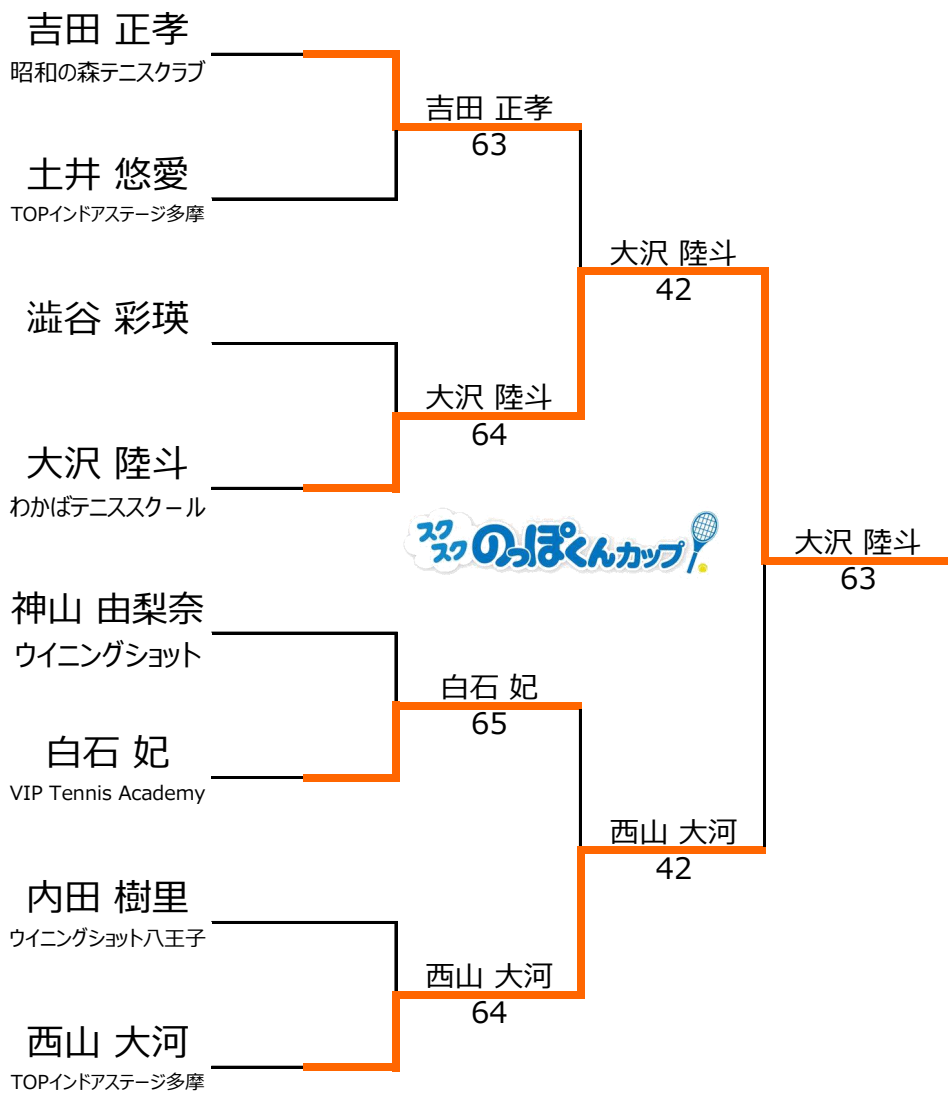 吉田 正孝
昭和の森テニスクラブ
吉田 正孝
63
土井 悠愛
TOPインドアステージ多摩
大沢 陸斗
42
澁谷 彩瑛
大沢 陸斗
64
大沢 陸斗
わかばテニススクール
スクスク のっぽくんカップ
大沢 陸斗
63
神山 由梨奈
ウイニングショット
白石 妃
65
白石 妃
VIP Tennis Academy
西山 大河
42
内田 樹里
ウイニングショット八王子
西山 大河
64
西山 大河
TOPインドアステージ多摩